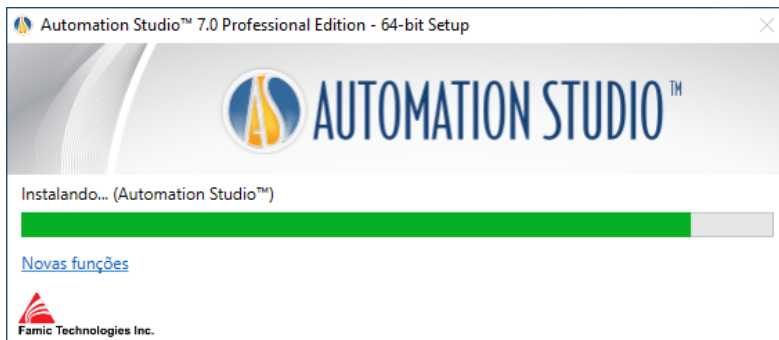 Automation Studio™ 7.0 Professional Edition - 64-bit Setup
AUTOMATION STUDIO™
Instalando... (Automation Studio™)
Novas funções
Famic Technologies Inc.